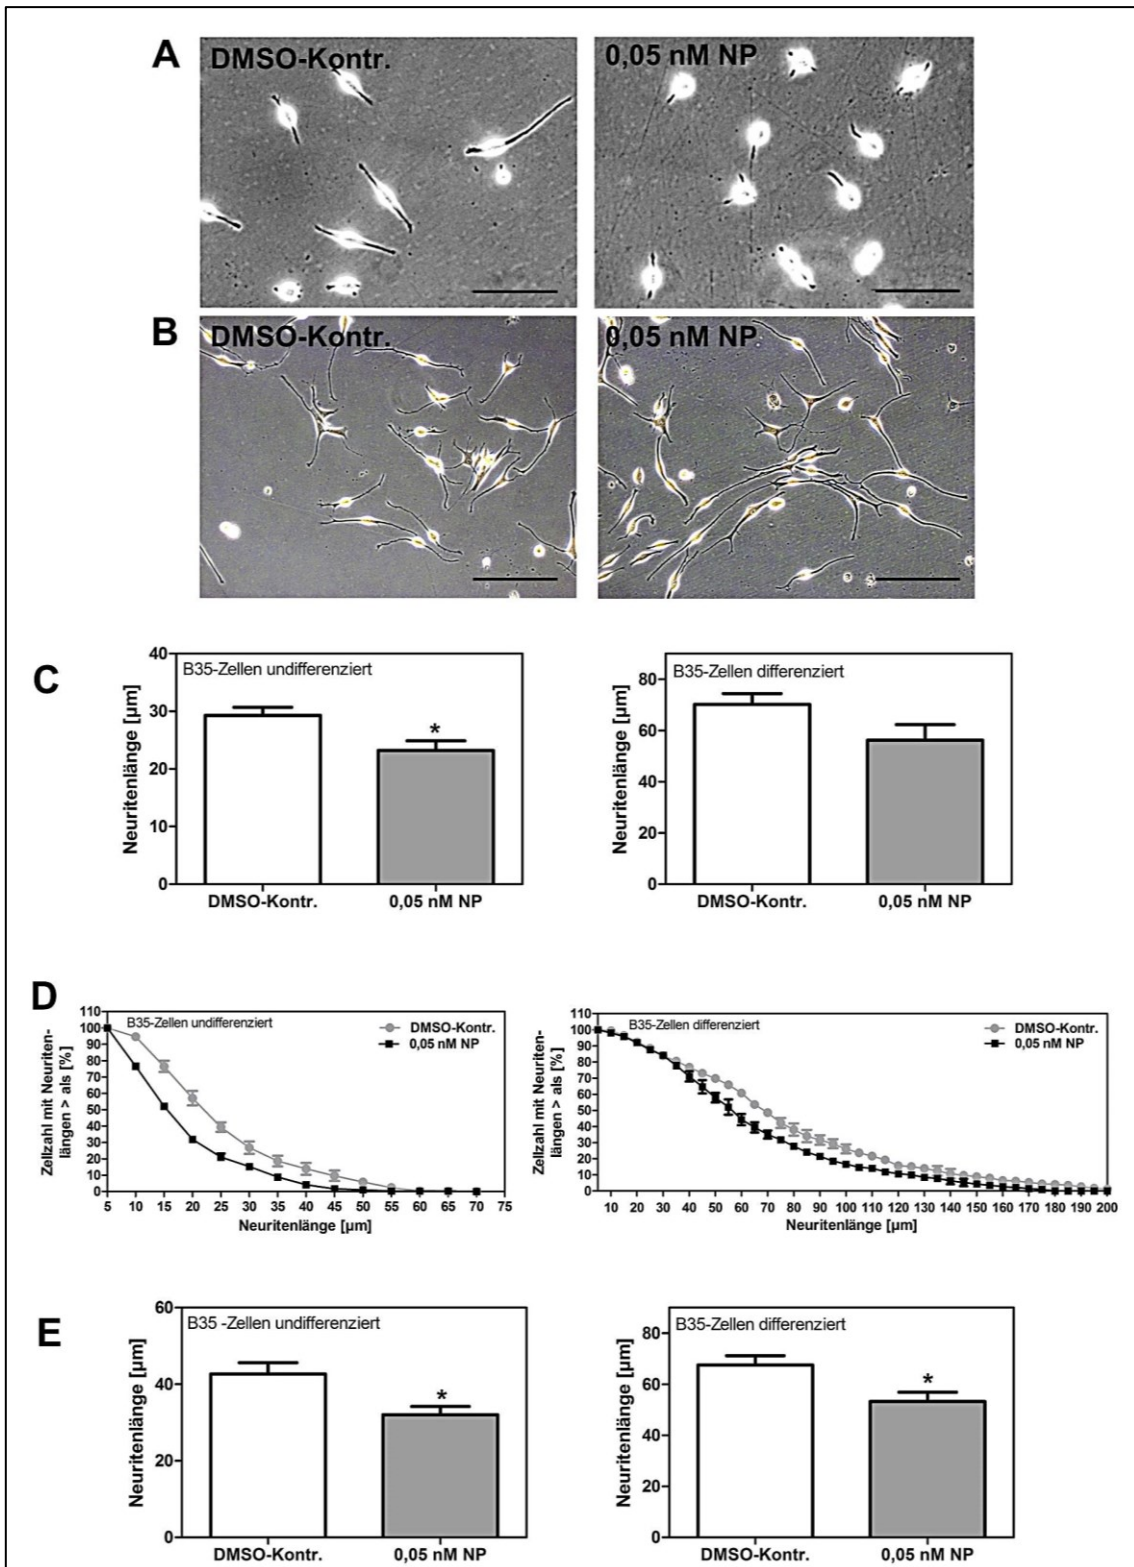 A
DMSO-Kontr.
0,05 nM NP
B
DMSO-Kontr.
0,05 nM NP
C
B35-Zellen undifferenziert
Neuritenlänge [µm]
40
30
20
10
0
*
DMSO-Kontr.
0,05 nM NP
B35-Zellen differenziert
Neuritenlänge [µm]
80
60
40
20
0
DMSO-Kontr.
0,05 nM NP
D
B35-Zellen undifferenziert
DMSO-Kontr.
0,05 nM NP
Zellzahl mit Neuriten-
längen > als [%]
110
100
90
80
70
60
50
40
30
20
10
0
5 10 15 20 25 30 35 40 45 50 55 60 65 70 75
Neuritenlänge [µm]
B35-Zellen differenziert
DMSO-Kontr.
0,05 nM NP
Zellzahl mit Neuriten-
längen > als [%]
110
100
90
80
70
60
50
40
30
20
10
0
10 20 30 40 50 60 70 80 90 100 110 120 130 140 150 160 170 180 190 200
Neuritenlänge [µm]
E
B35 -Zellen undifferenziert
Neuritenlänge [µm]
60
40
20
0
*
DMSO-Kontr.
0,05 nM NP
B35-Zellen differenziert
Neuritenlänge [µm]
80
60
40
20
0
*
DMSO-Kontr.
0,05 nM NP